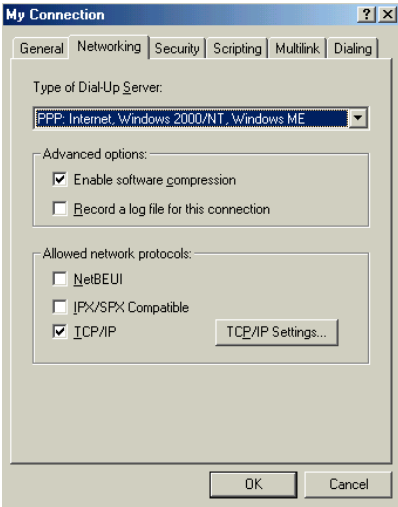 My Connection
General Networking Security Scripting Multilink Dialing
Type of Dial-Up Server:
PPP: Internet, Windows 2000/NT, Windows ME
Advanced options:
Enable software compression
Record a log file for this connection
Allowed network protocols:
NetBEUI
IPX/SPX Compatible
TCP/IP TCP/IP Settings...
OK Cancel